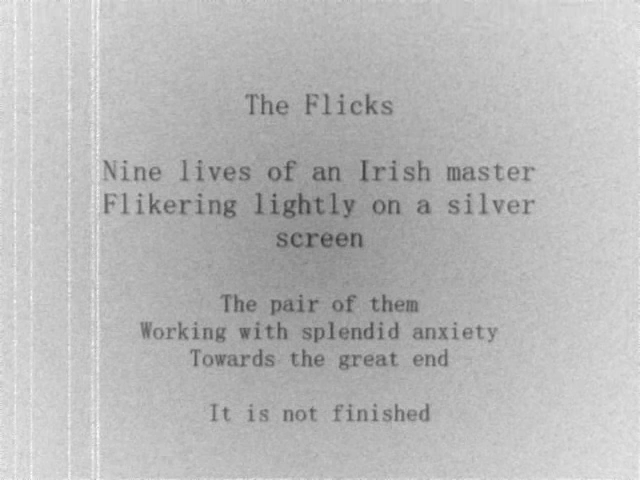 The Flicks
Nine lives of an Irish master
Flikering lightly on a silver
screen
The pair of them
Working with splendid anxiety
Towards the great end
It is not finished